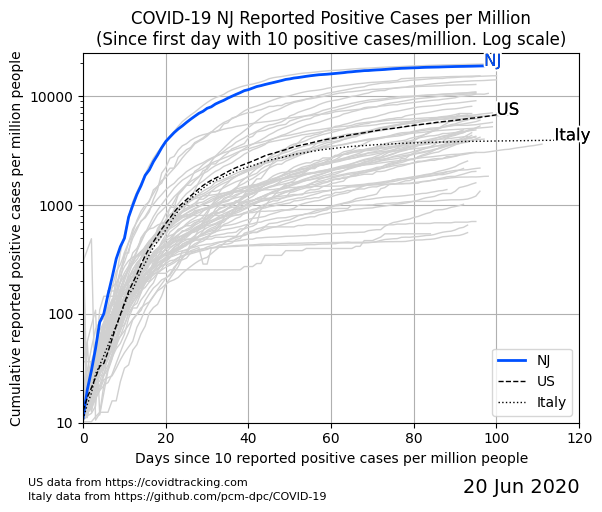 COVID-19 NJ Reported Positive Cases per Million
(Since first day with 10 positive cases/million. Log scale)
Cumulative reported positive cases per million people
10000
1000
100
10
NJ
US
Italy
NJ
US
Italy
0 20 40 60 80 100 120
Days since 10 reported positive cases per million people
US data from https://covidtracking.com
Italy data from https://github.com/pcm-dpc/COVID-19
20 Jun 2020